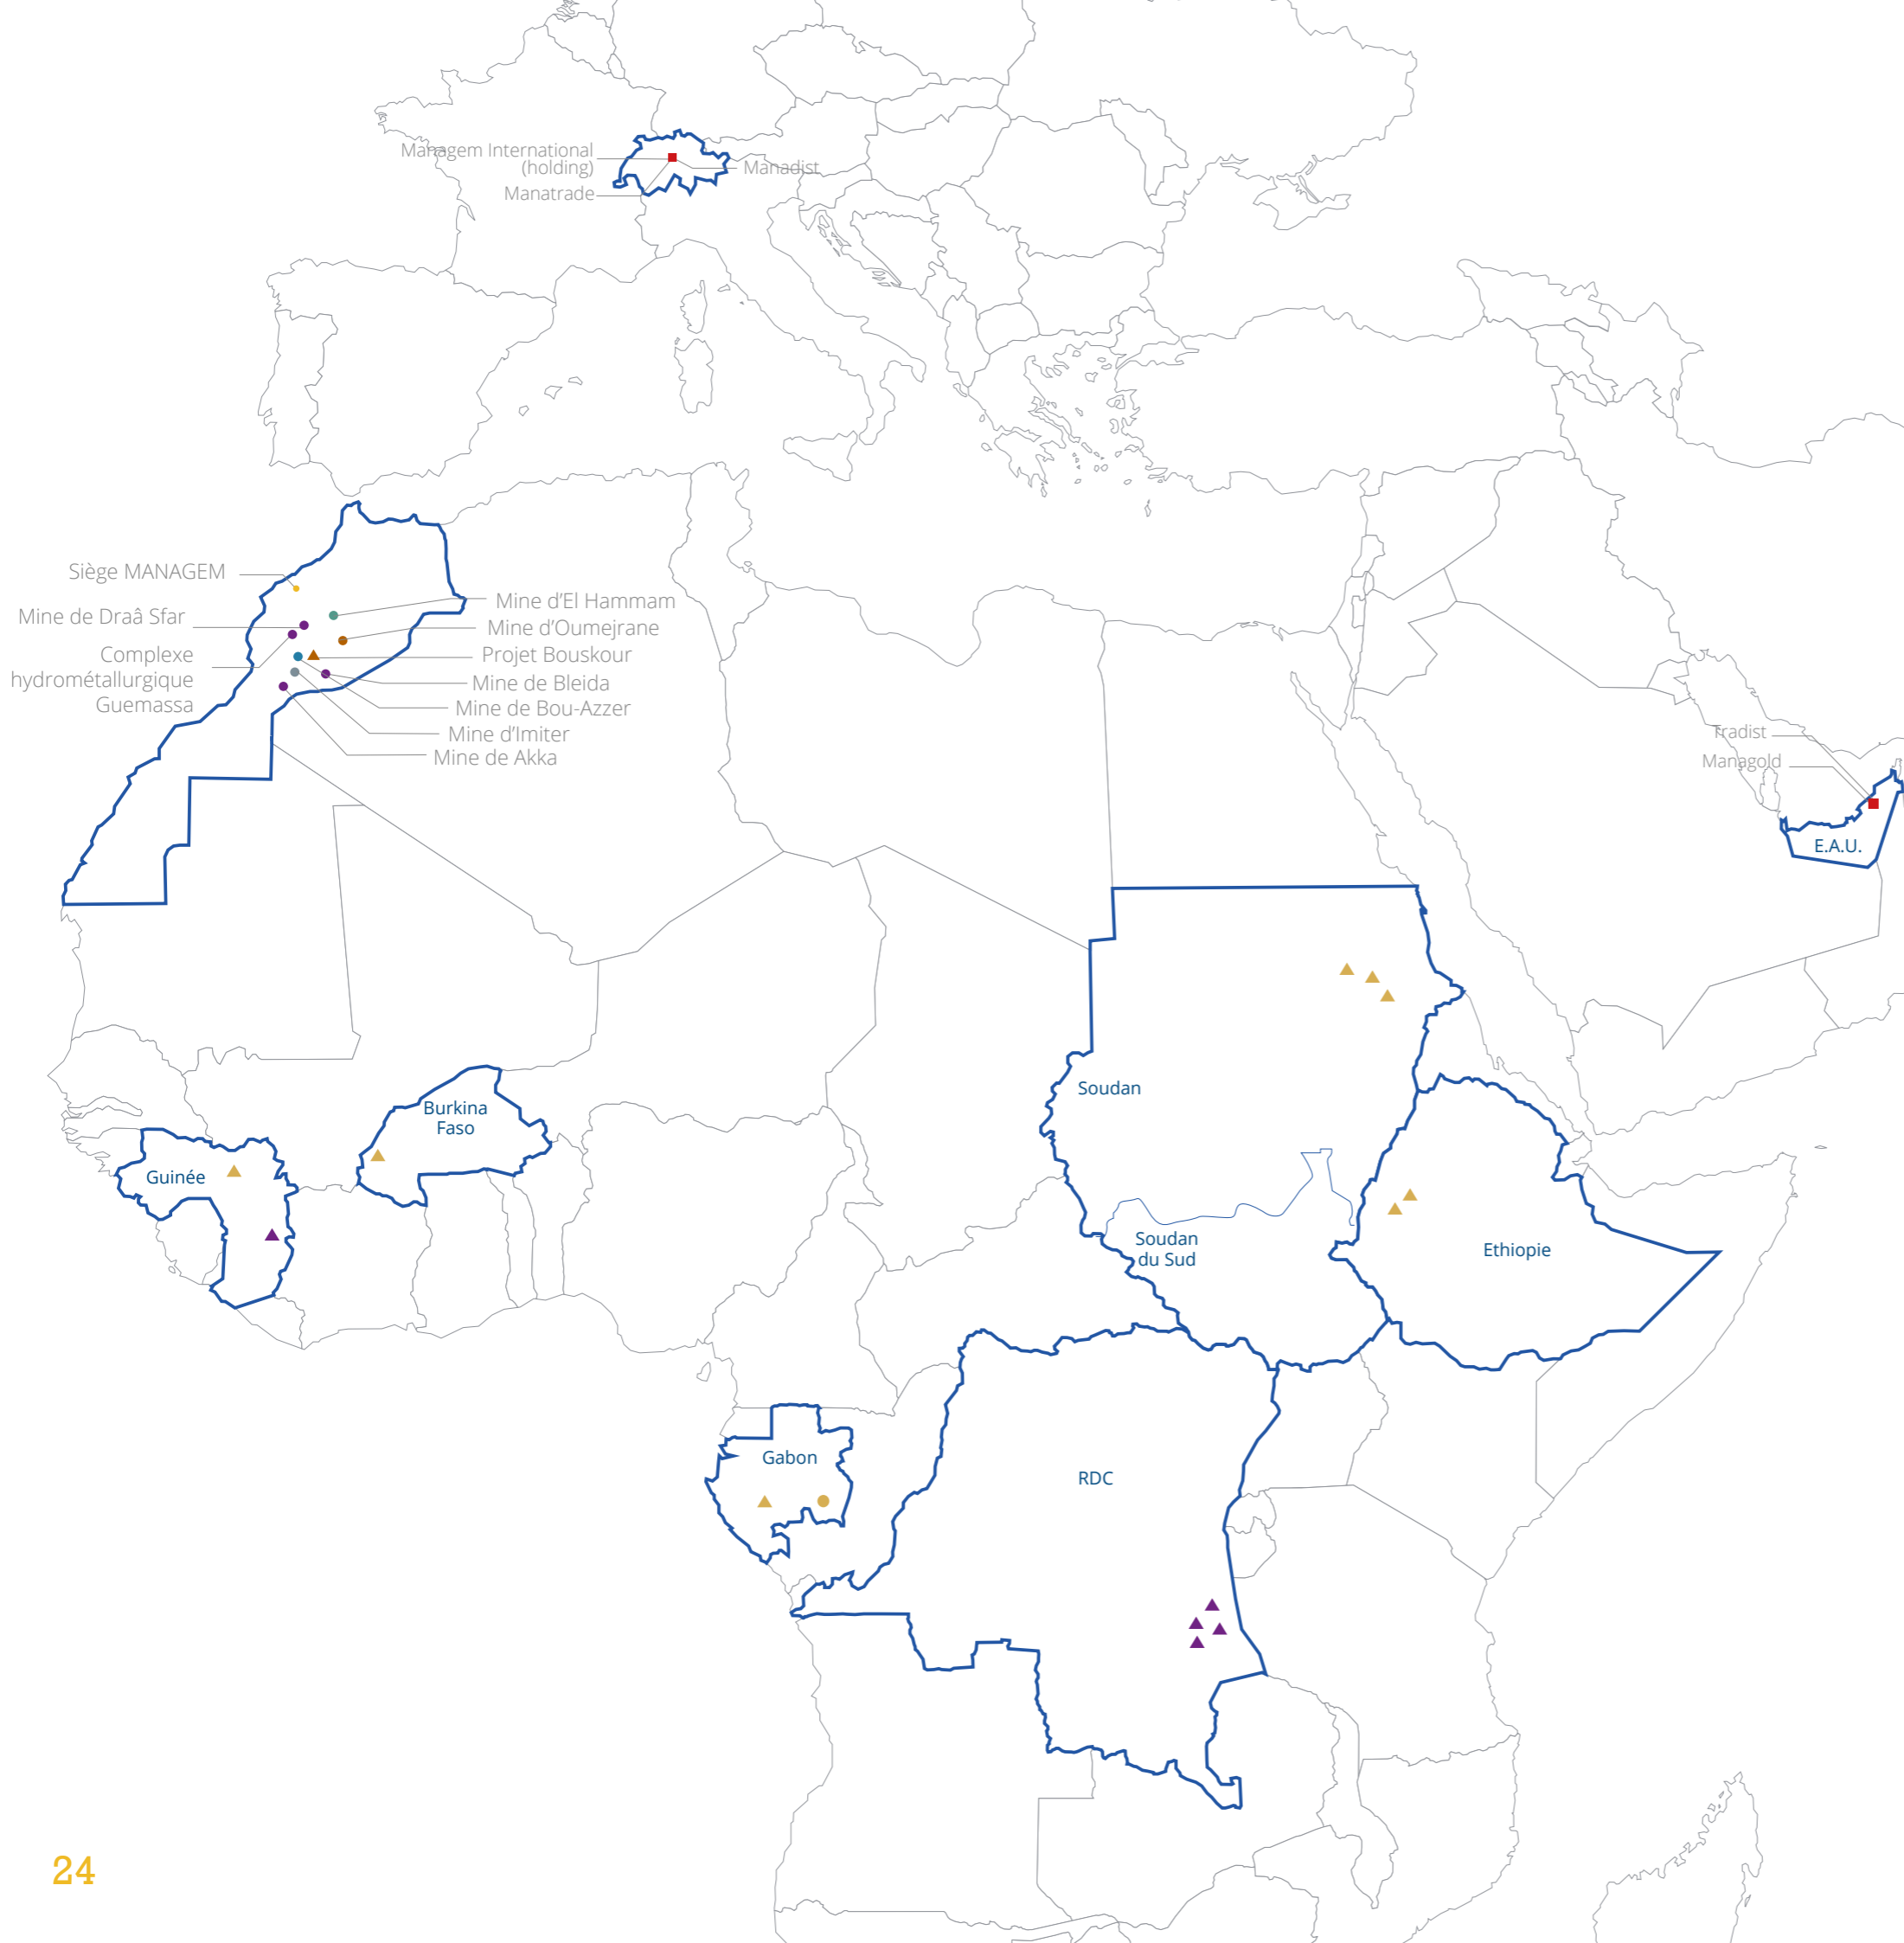 Managem International
(holding)
Manadist
Manatrade
Siège MANAGEM
Mine de Draâ Sfar
Complexe
hydrométallurgique
Guemassa
Mine d'El Hammam
Mine d'Oumejrane
Projet Bouskour
Mine de Bleida
Mine de Bou-Azzer
Mine d'Imiter
Mine de Akka
Tradist
Managold
E.A.U.
Soudan
Burkina
Faso
Guinée
Soudan
du Sud
Ethiopie
Gabon
RDC
24